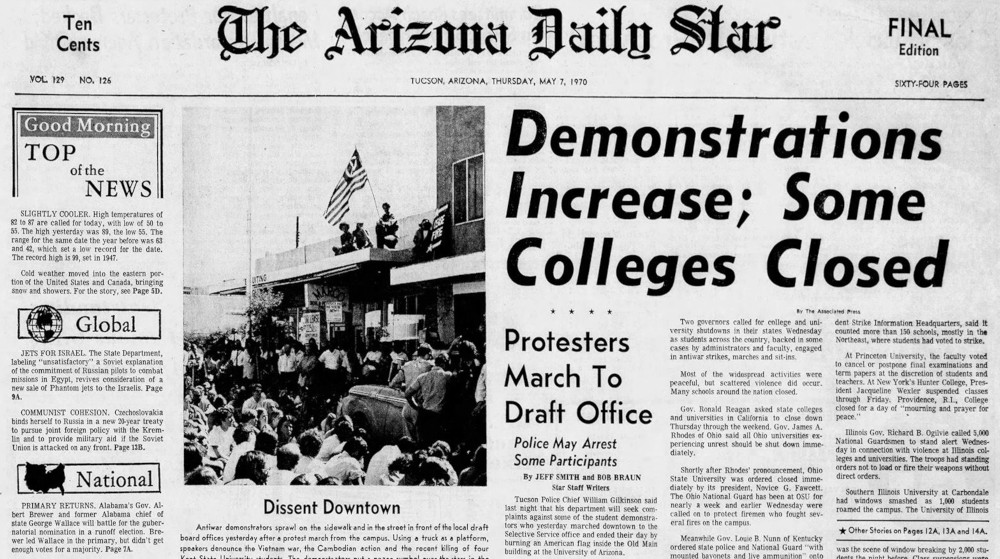 Ten
Cents
The Arizona Daily Star
FINAL
Edition
VOL. 129 NO. 126
TUCSON, ARIZONA, THURSDAY, MAY 7, 1970
SIXTY-FOUR PAGES
Good Morning
TOP
of the
NEWS
SLIGHTLY COOLER. High temperatures of
82 to 87 are called for today, with low of 50 to
55. The high yesterday was 89, the low 55. The
range for the same date the year before was 63
and 42, which set a low record for the date.
The record high is 99, set in 1947.
Cold weather moved into the eastern por-
tion of the United States and Canada, bringing
snow and showers. For the story, see Page 5D.
Global
JETS FOR ISRAEL. The State Department,
labeling "unsatisfactory" a Soviet explanation
of the commitment of Russian pilots to combat
missions in Egypt, revives consideration of a
new sale of Phantom jets to the Israelis. Page
9A.
COMMUNIST COHESION. Czechoslovakia
binds herself to Russia in a new 20-year treaty
to pursue joint foreign policy with the Krem-
lin and to provide military aid if the Soviet
Union is attacked on any front. Page 13B.
National
PRIMARY RETURNS. Alabama's Gov. Al-
bert Brewer and former Alabama chief of
state George Wallace will battle for the guber-
natorial nomination in a runoff election. Bre-
wer led Wallace in the primary, but didn't get
enough votes for a majority. Page 7A.
Dissent Downtown
Antiwar demonstrators sprawl on the sidewalk and in the street in front of the local draft
board offices yesterday after a protest march from the campus. Using a truck as a platform,
speakers denounce the Vietnam war, the Cambodian action and the recent killing of four
Demonstrations
Increase; Some
Colleges Closed
Protesters
March To
Draft Office
Police May Arrest
Some Participants
By JEFF SMITH and BOB BRAUN
Star Staff Writers
Tucson Police Chief William Gilkinson said
last night that his department will seek com-
plaints against some of the student demonstra-
tors who yesterday marched downtown to the
Selective Service office and ended their day by
burning an American flag inside the Old Main
building at the University of Arizona.
By The Associated Press
Two governors called for college and uni-
versity shutdowns in their states Wednesday
as students across the country, backed in some
cases by administrators and faculty, engaged
in antiwar strikes, marches and sit-ins.
Most of the widespread activities were
peaceful, but scattered violence did occur.
Many schools around the nation closed.
Gov. Ronald Reagan asked state colleges
and universities in California to close down
Thursday through the weekend. Gov. James A.
Rhodes of Ohio said all Ohio universities ex-
periencing unrest should be shut down imme-
diately.
Shortly after Rhodes' pronouncement, Ohio
State University was ordered closed imme-
diately by its president, Novice G. Fawcett.
The Ohio National Guard has been at OSU for
nearly a week and earlier Wednesday were
called on to protect firemen who fought sev-
eral fires on the campus.
Meanwhile Gov. Louie B. Nunn of Kentucky
ordered state police and National Guard "with
mounted bayonets and live ammunition" onto
dent Strike Information Headquarters, said it
counted more than 150 schools, mostly in the
Northeast, where students had voted to strike.
At Princeton University, the faculty voted
to cancel or postpone final examinations and
term papers at the discretion of students and
teachers. At New York's Hunter College, Pres-
ident Jacqueline Wexler suspended classes
through Friday. Providence, R.I., College
closed for a day of "mourning and prayer for
peace."
Illinois Gov. Richard B. Ogilvie called 5,000
National Guardsmen to stand alert Wednes-
day in connection with violence at Illinois col-
leges and universities. The troops had standing
orders not to load or fire their weapons without
direct orders.
Southern Illinois University at Carbondale
had windows smashed as 1,000 students
roamed the campus. The University of Illinois
★ Other Stories on Pages 12A, 13A and 14A.
was the scene of window breaking by 2,000 stu-